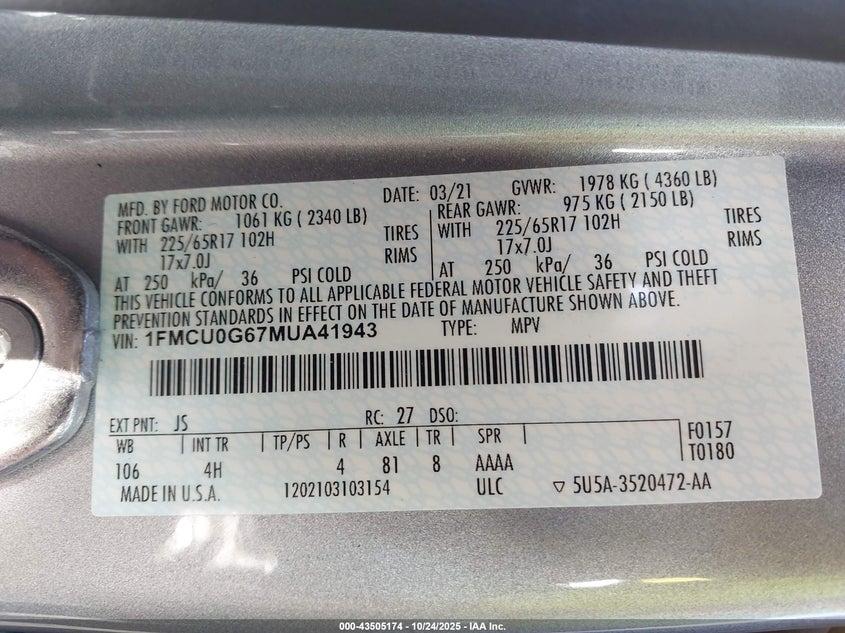 MFD. BY FORD MOTOR CO. DATE: 03/21 GVWR: 1978 KG ( 4360 LB)
FRONT GAWR: 1061 KG ( 2340 LB) REAR GAWR: 975 KG ( 2150 LB)
WITH 225/65R17 102H TIRES WITH 225/65R17 102H TIRES
17x7.0J RIMS 17x7.0J RIMS
AT 250 kPa/ 36 PSI COLD AT 250 kPa/ 36 PSI COLD
THIS VEHICLE CONFORMS TO ALL APPLICABLE FEDERAL MOTOR VEHICLE SAFETY AND THEFT
PREVENTION STANDARDS IN EFFECT ON THE DATE OF MANUFACTURE SHOWN ABOVE.
VIN: 1FMCU0G67MUA41943 TYPE: MPV
EXT PNT: JS RC: 27 DSO:
WB INT TR TP/PS R AXLE TR SPR F0157
106 4H 4 81 8 AAAA T0180
MADE IN U.S.A. 1202103103154 ULC ▽ 5U5A-3520472-AA
000-43505174 - 10/24/2025 - IAA Inc.